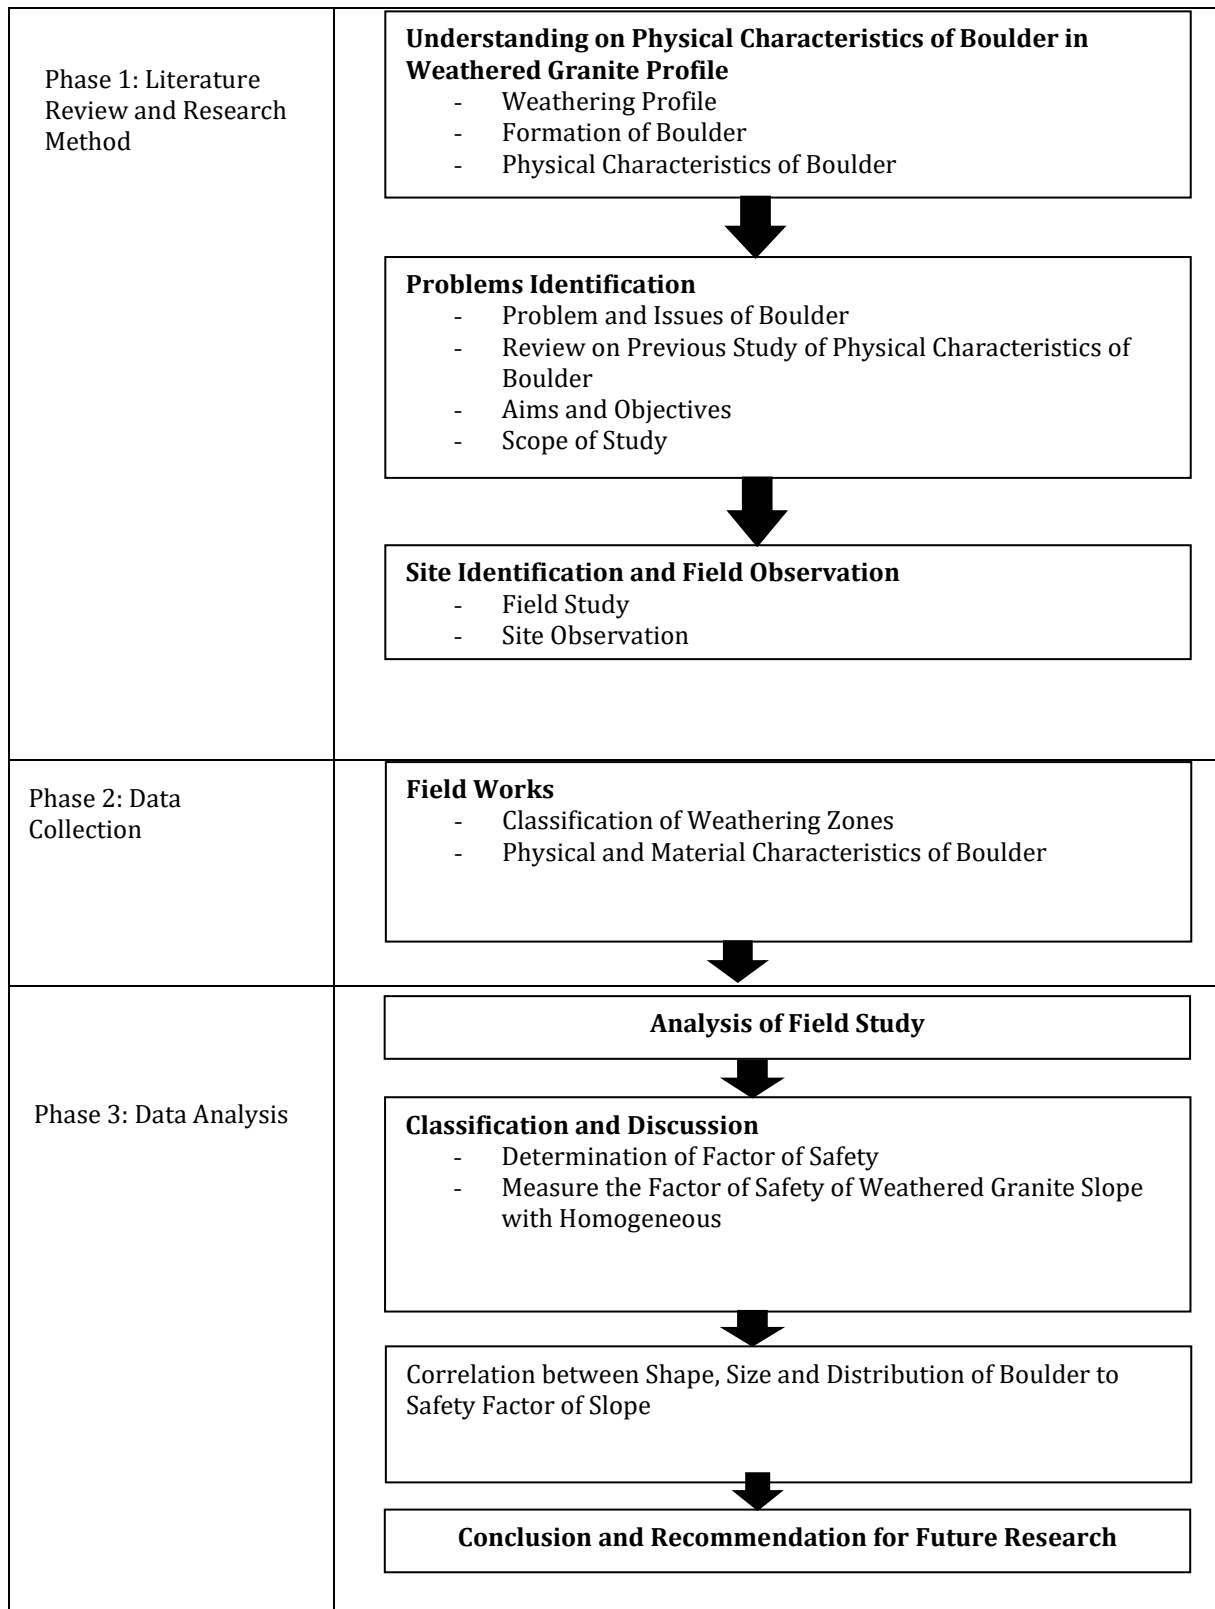 Phase 1: Literature
Review and Research
Method
Understanding on Physical Characteristics of Boulder in
Weathered Granite Profile
- Weathering Profile
- Formation of Boulder
- Physical Characteristics of Boulder
Problems Identification
- Problem and Issues of Boulder
- Review on Previous Study of Physical Characteristics of
Boulder
- Aims and Objectives
- Scope of Study
Site Identification and Field Observation
- Field Study
- Site Observation
Phase 2: Data
Collection
Field Works
- Classification of Weathering Zones
- Physical and Material Characteristics of Boulder
Phase 3: Data Analysis
Analysis of Field Study
Classification and Discussion
- Determination of Factor of Safety
- Measure the Factor of Safety of Weathered Granite Slope
with Homogeneous
Correlation between Shape, Size and Distribution of Boulder to
Safety Factor of Slope
Conclusion and Recommendation for Future Research